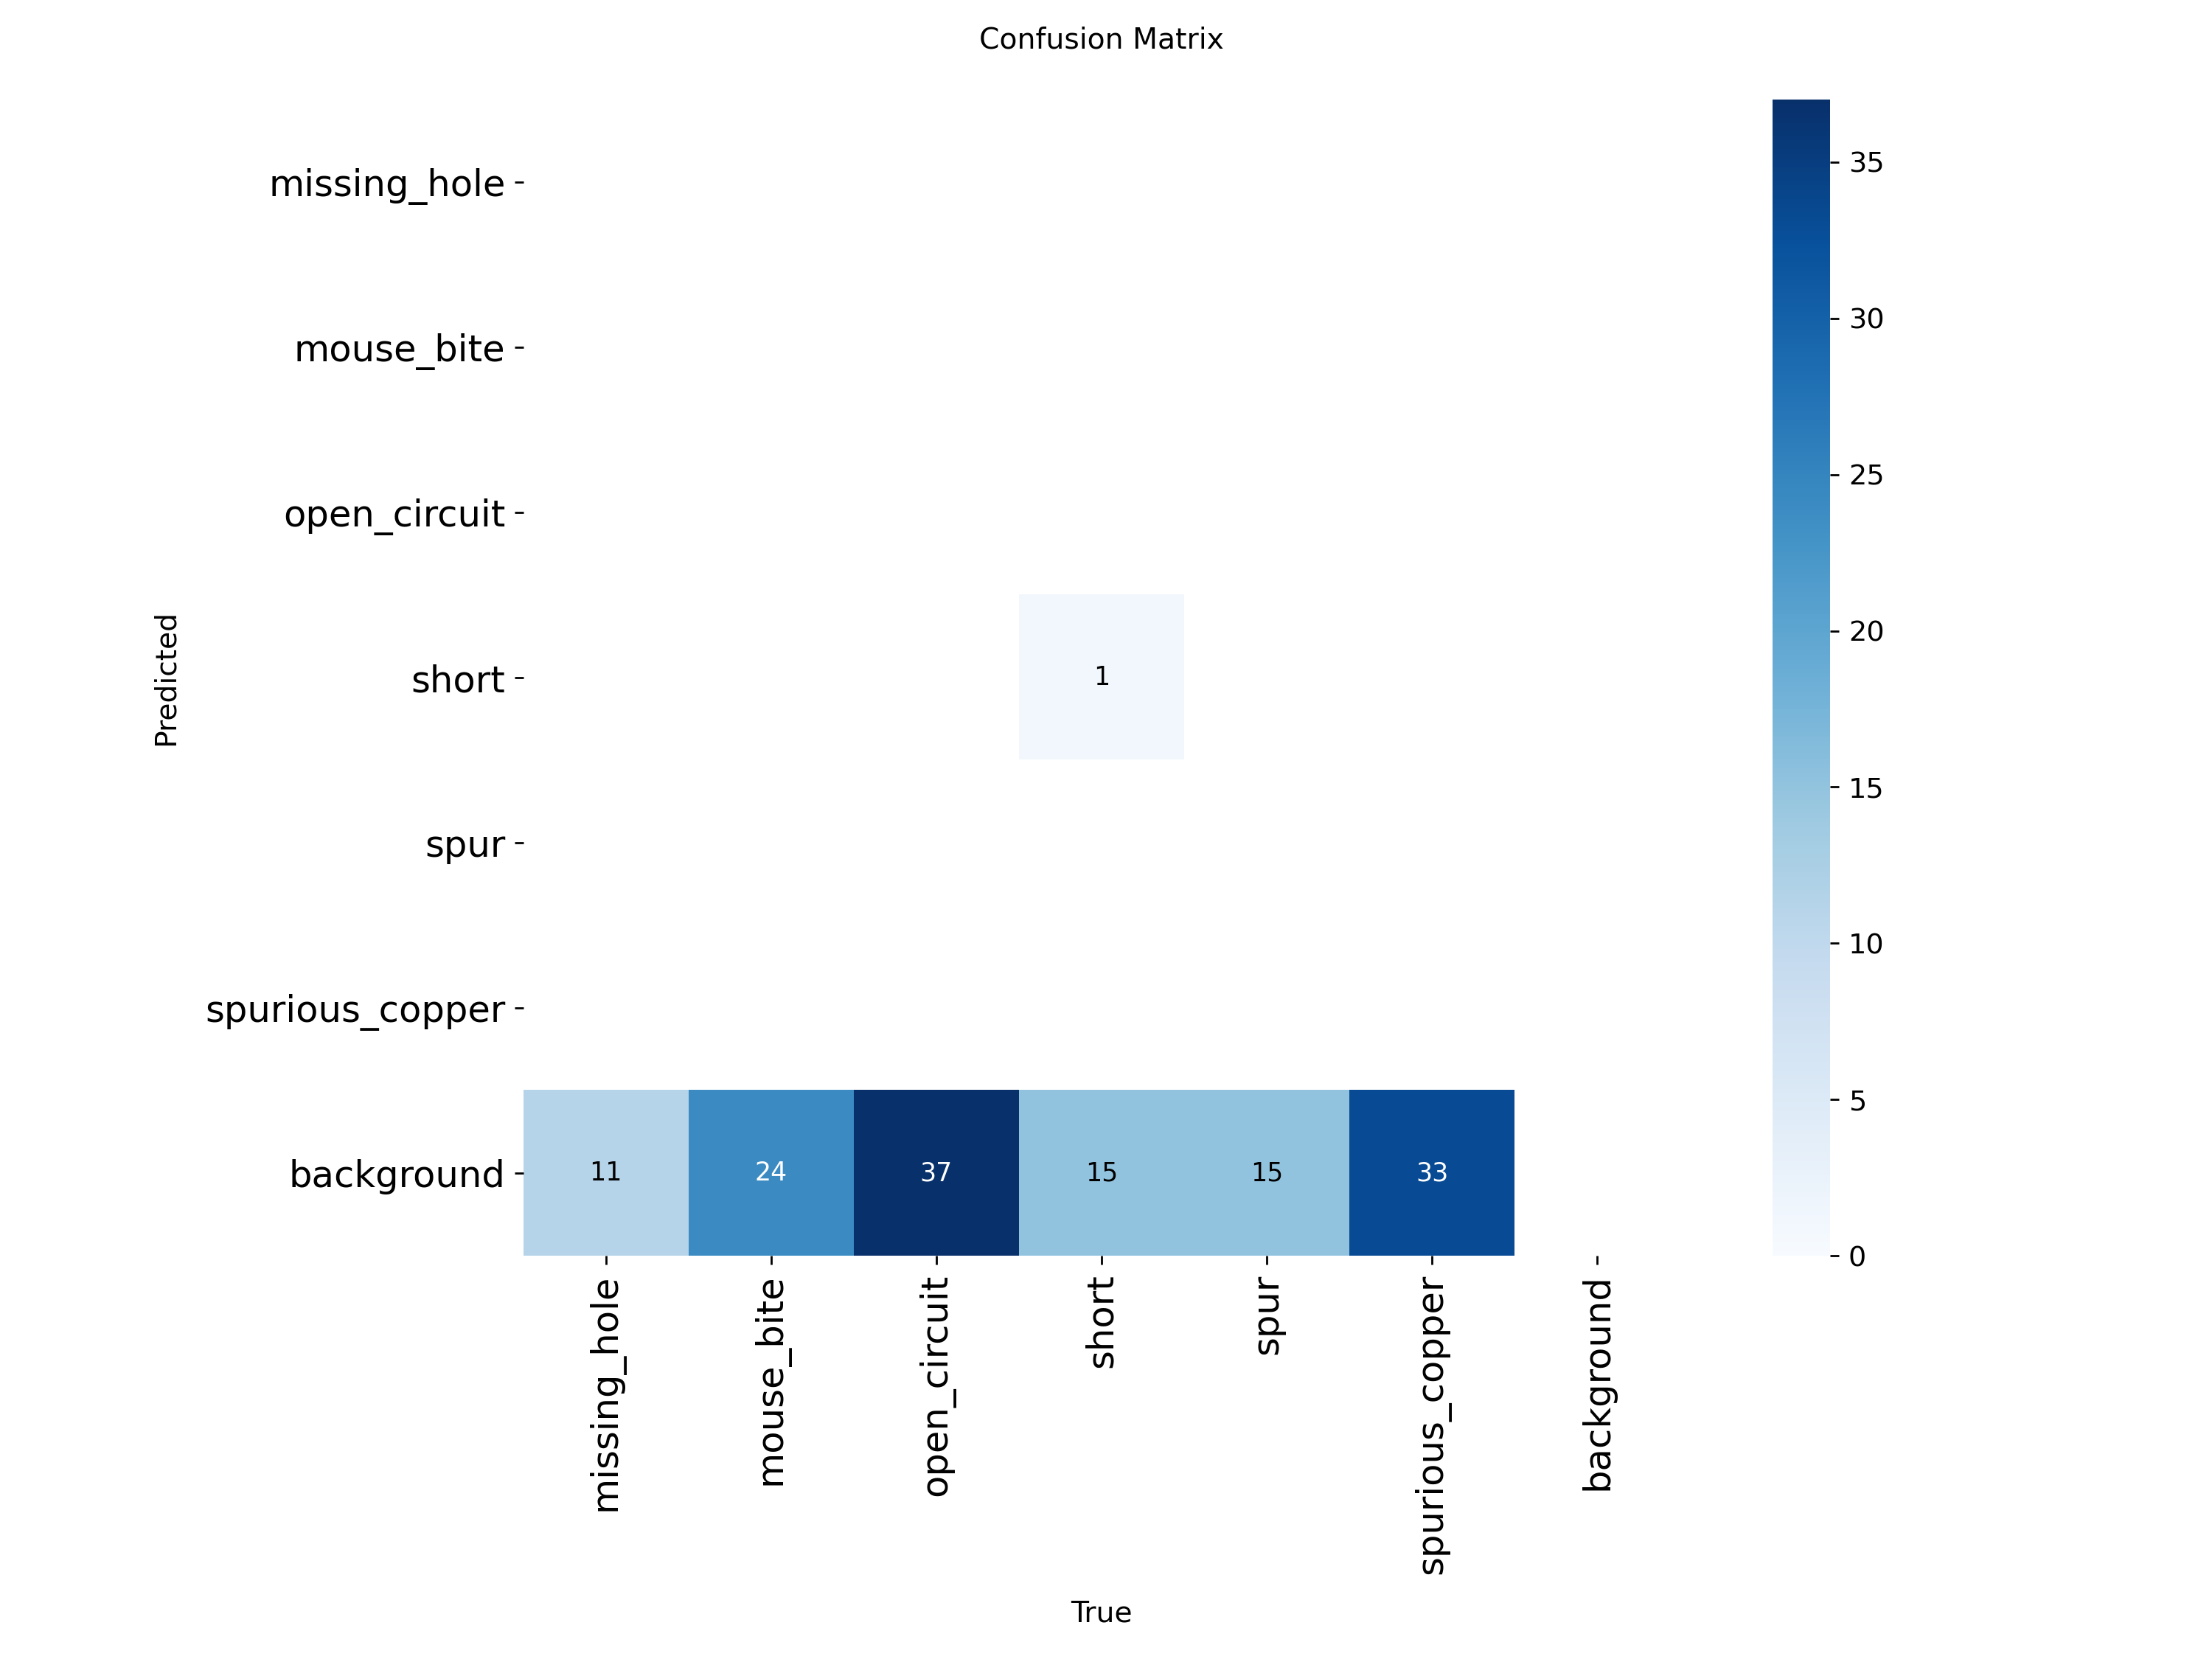 Confusion Matrix
missing_hole
mouse_bite
open_circuit
short
spur
spurious_copper
background
Predicted
1
11 24 37 15 15 33
missing_hole
mouse_bite
open_circuit
short
spur
spurious_copper
background
True
35
30
25
20
15
10
5
0